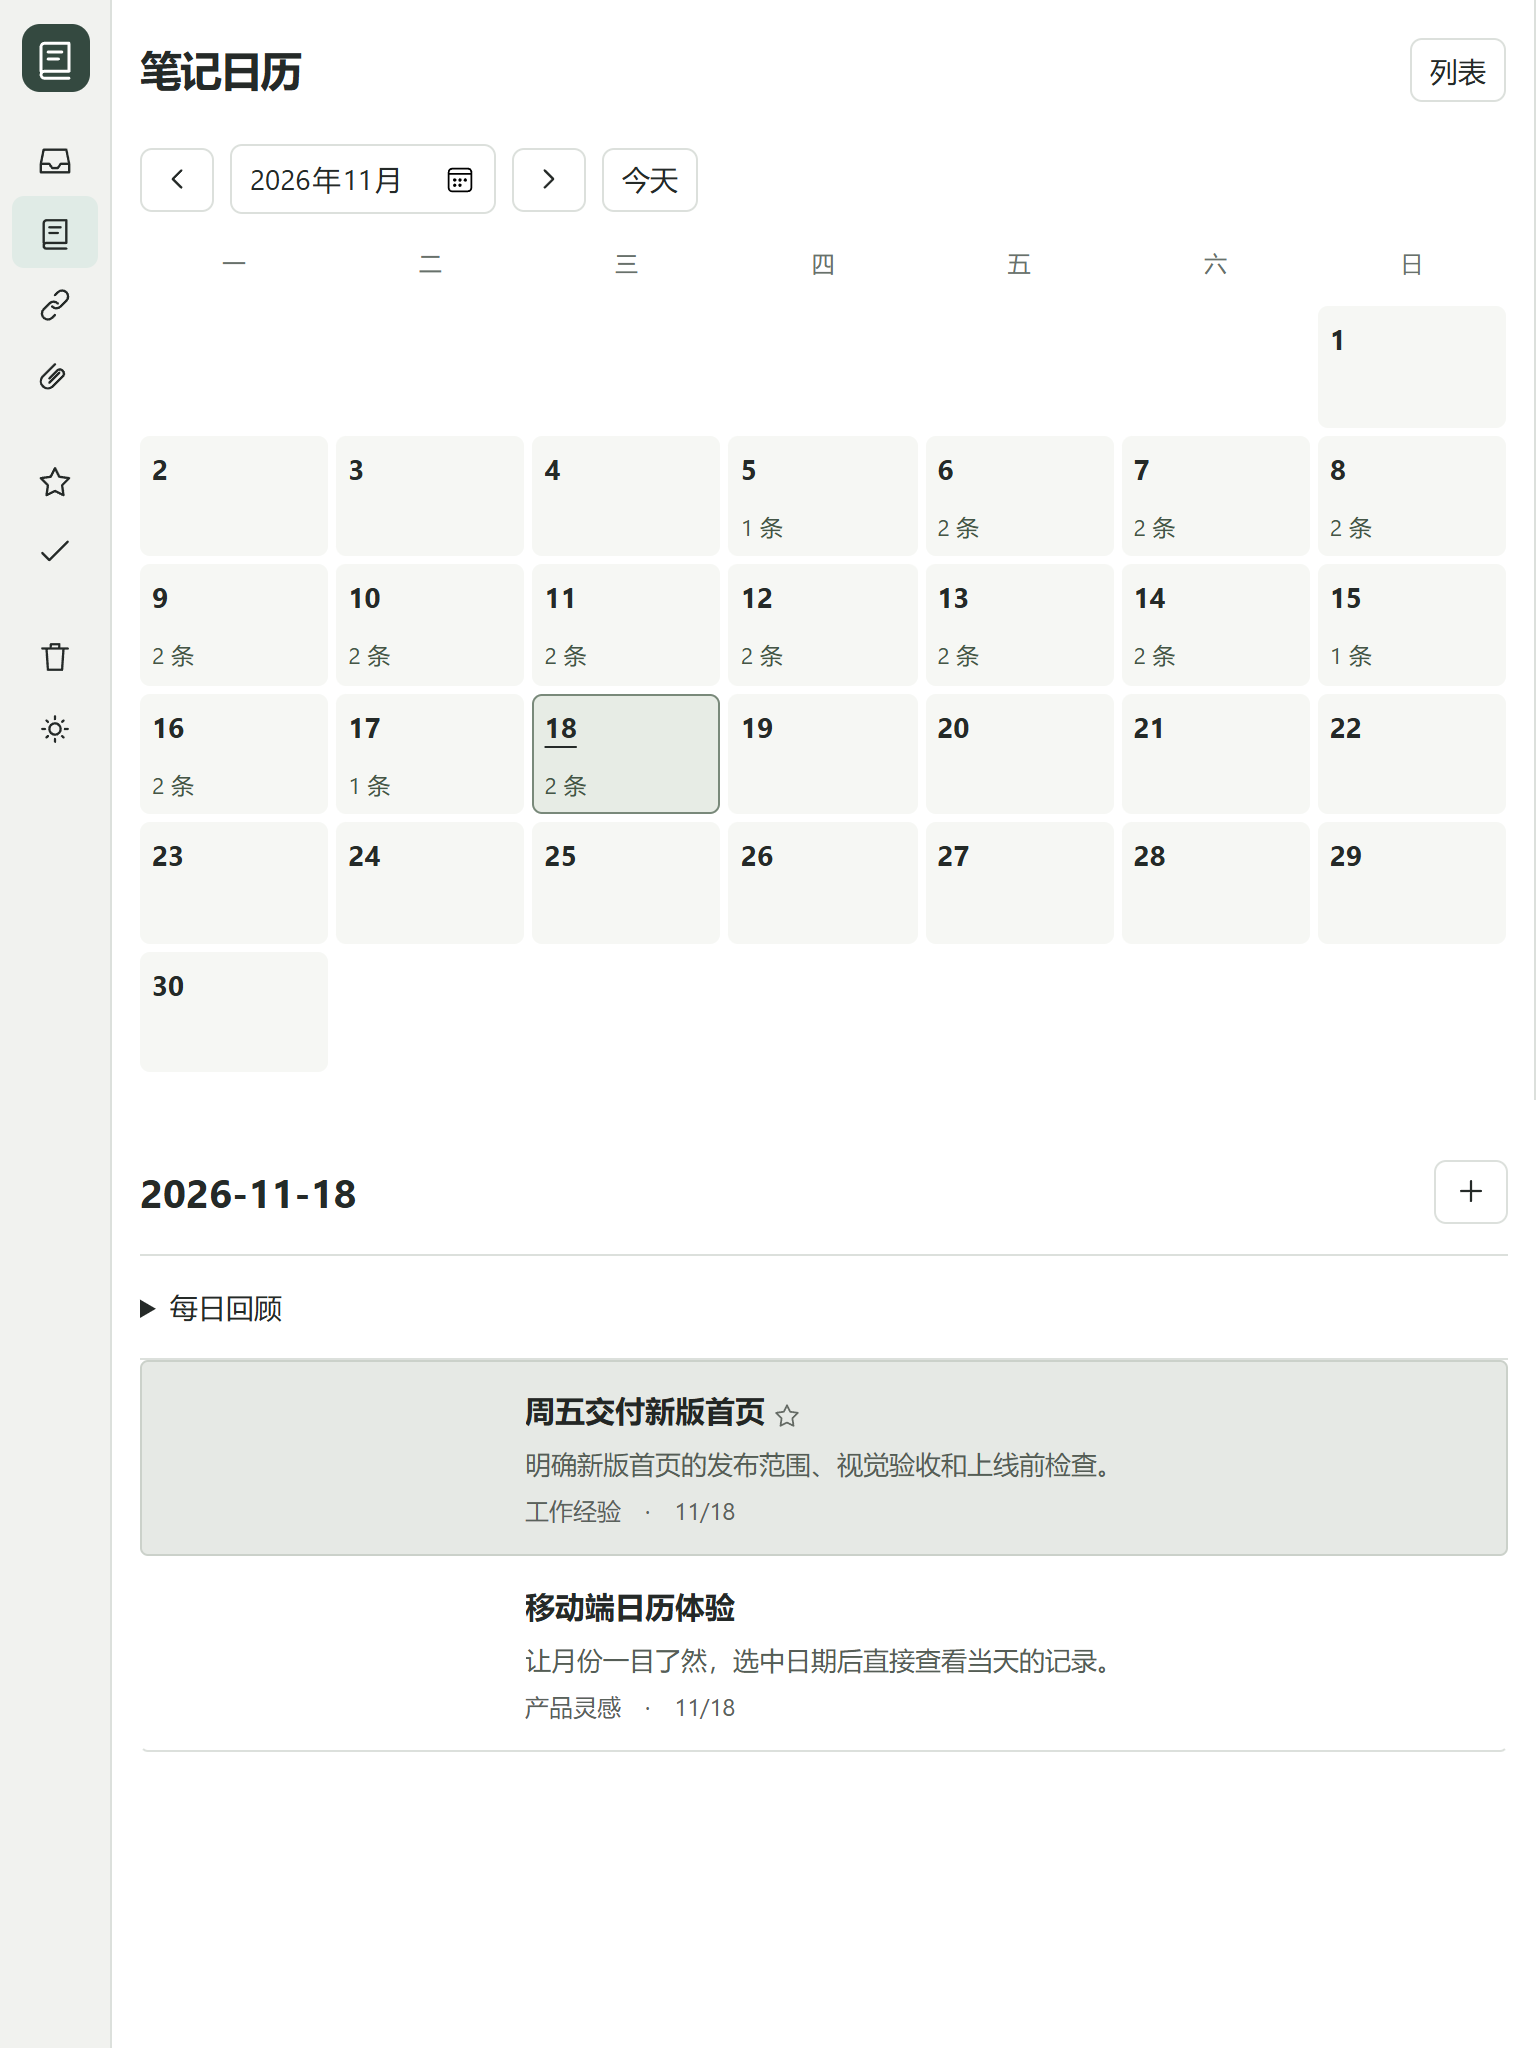 笔记日历
列表
2026年11月
今天
一 二 三 四 五 六 日
1
2 3 4 5 6 7 8
1 条 2 条 2 条 2 条
9 10 11 12 13 14 15
2 条 2 条 2 条 2 条 2 条 2 条 1 条
16 17 18 19 20 21 22
2 条 1 条 2 条
23 24 25 26 27 28 29
30
2026-11-18
每日回顾
周五交付新版首页
明确新版首页的发布范围、视觉验收和上线前检查。
工作经验 · 11/18
移动端日历体验
让月份一目了然，选中日期后直接查看当天的记录。
产品灵感 · 11/18